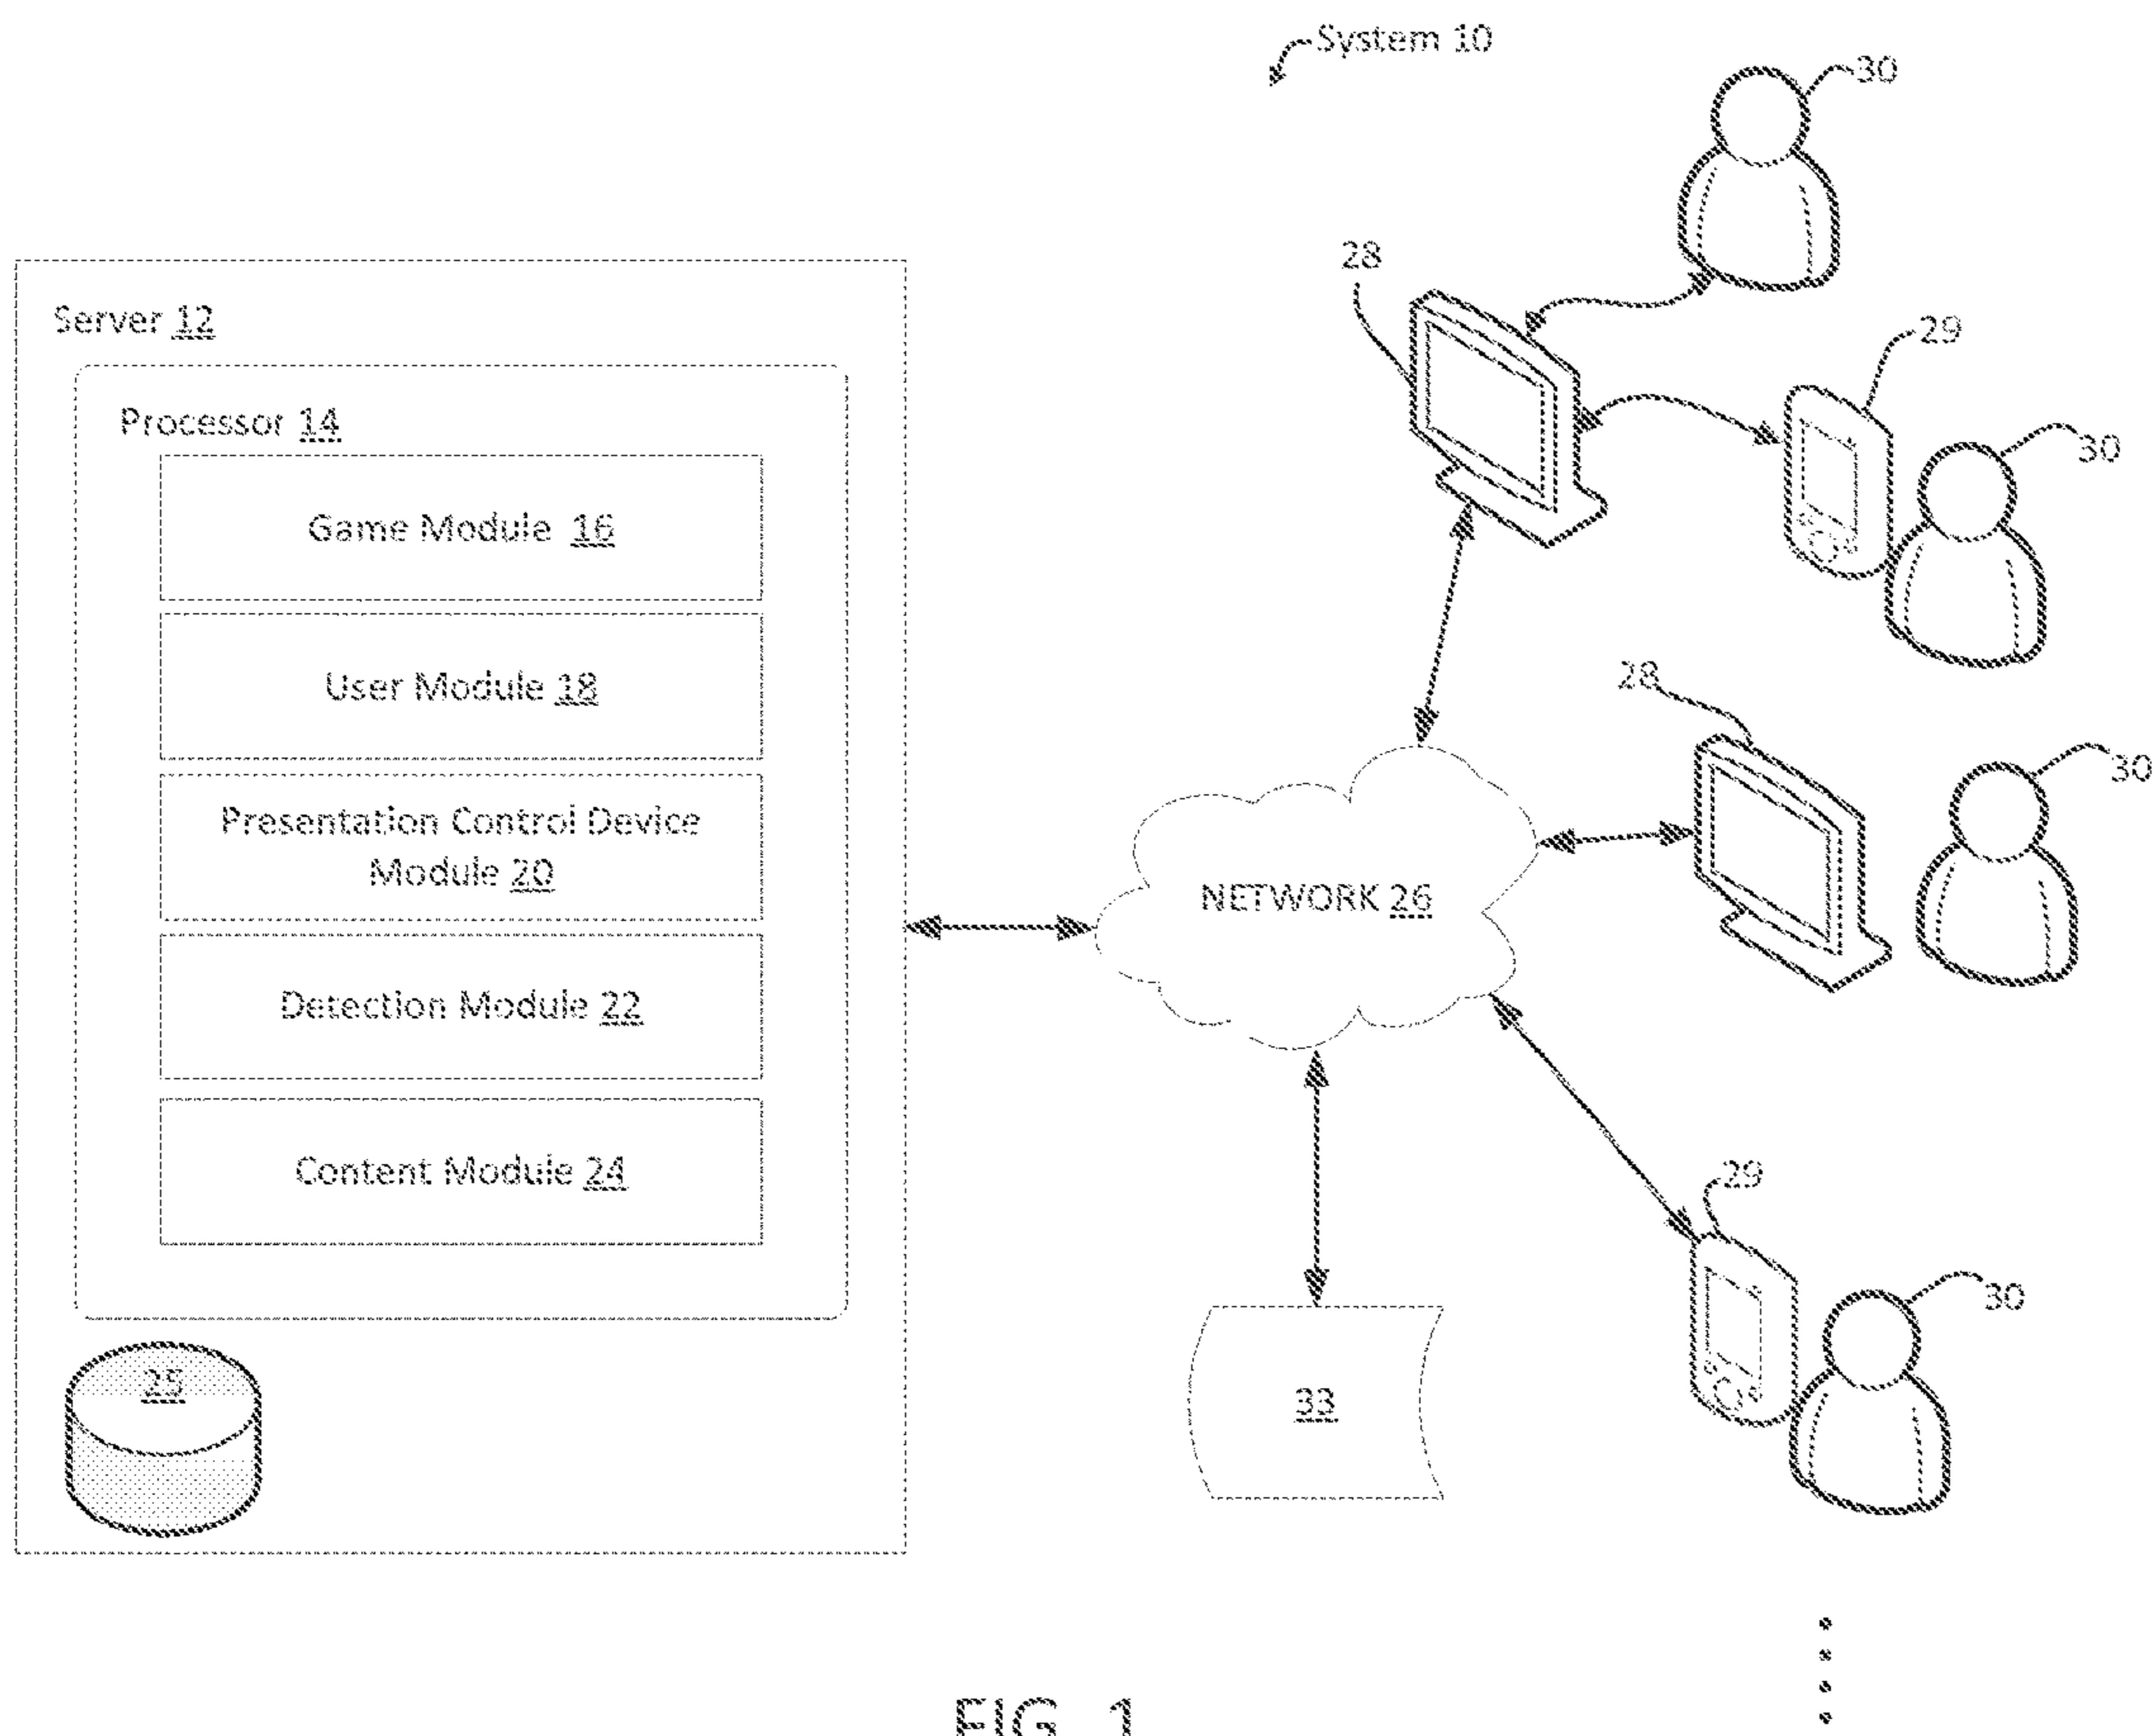 System 10
30
28
29
30
Server 12
Processor 14
Game Module 16
User Module 18
28
30
Presentation Control Device
Module 20
NETWORK 26
Detection Module 22
Content Module 24
29
30
25
33
FIG. 1